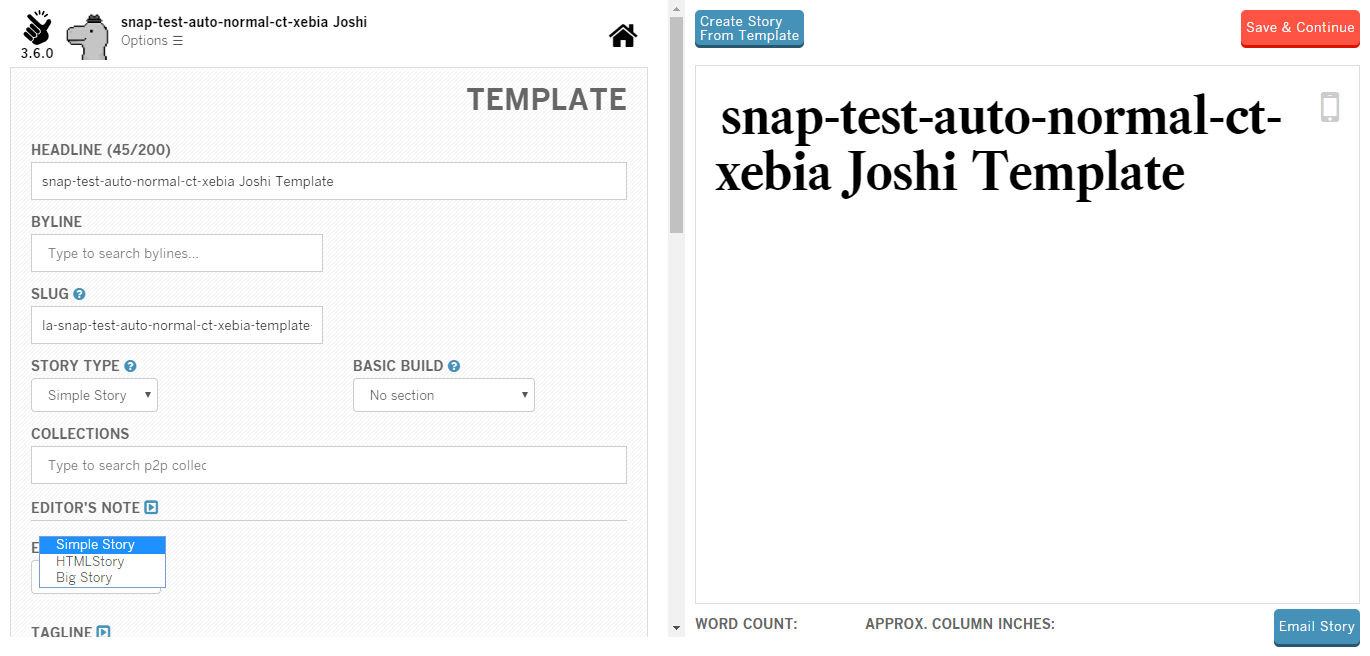 snap-test-auto-normal-ct-xebia Joshi
Options ☰
3.6.0
TEMPLATE
HEADLINE (45/200)
snap-test-auto-normal-ct-xebia Joshi Template
BYLINE
Type to search bylines...
SLUG
la-snap-test-auto-normal-ct-xebia-template-
STORY TYPE
BASIC BUILD
Simple Story
No section
COLLECTIONS
Type to search p2p collec
EDITOR'S NOTE
E
Simple Story
HTMLStory
Big Story
TAGLINE
Create Story
From Template
Save & Continue
snap-test-auto-normal-ct-
xebia Joshi Template
WORD COUNT:
APPROX. COLUMN INCHES:
Email Story